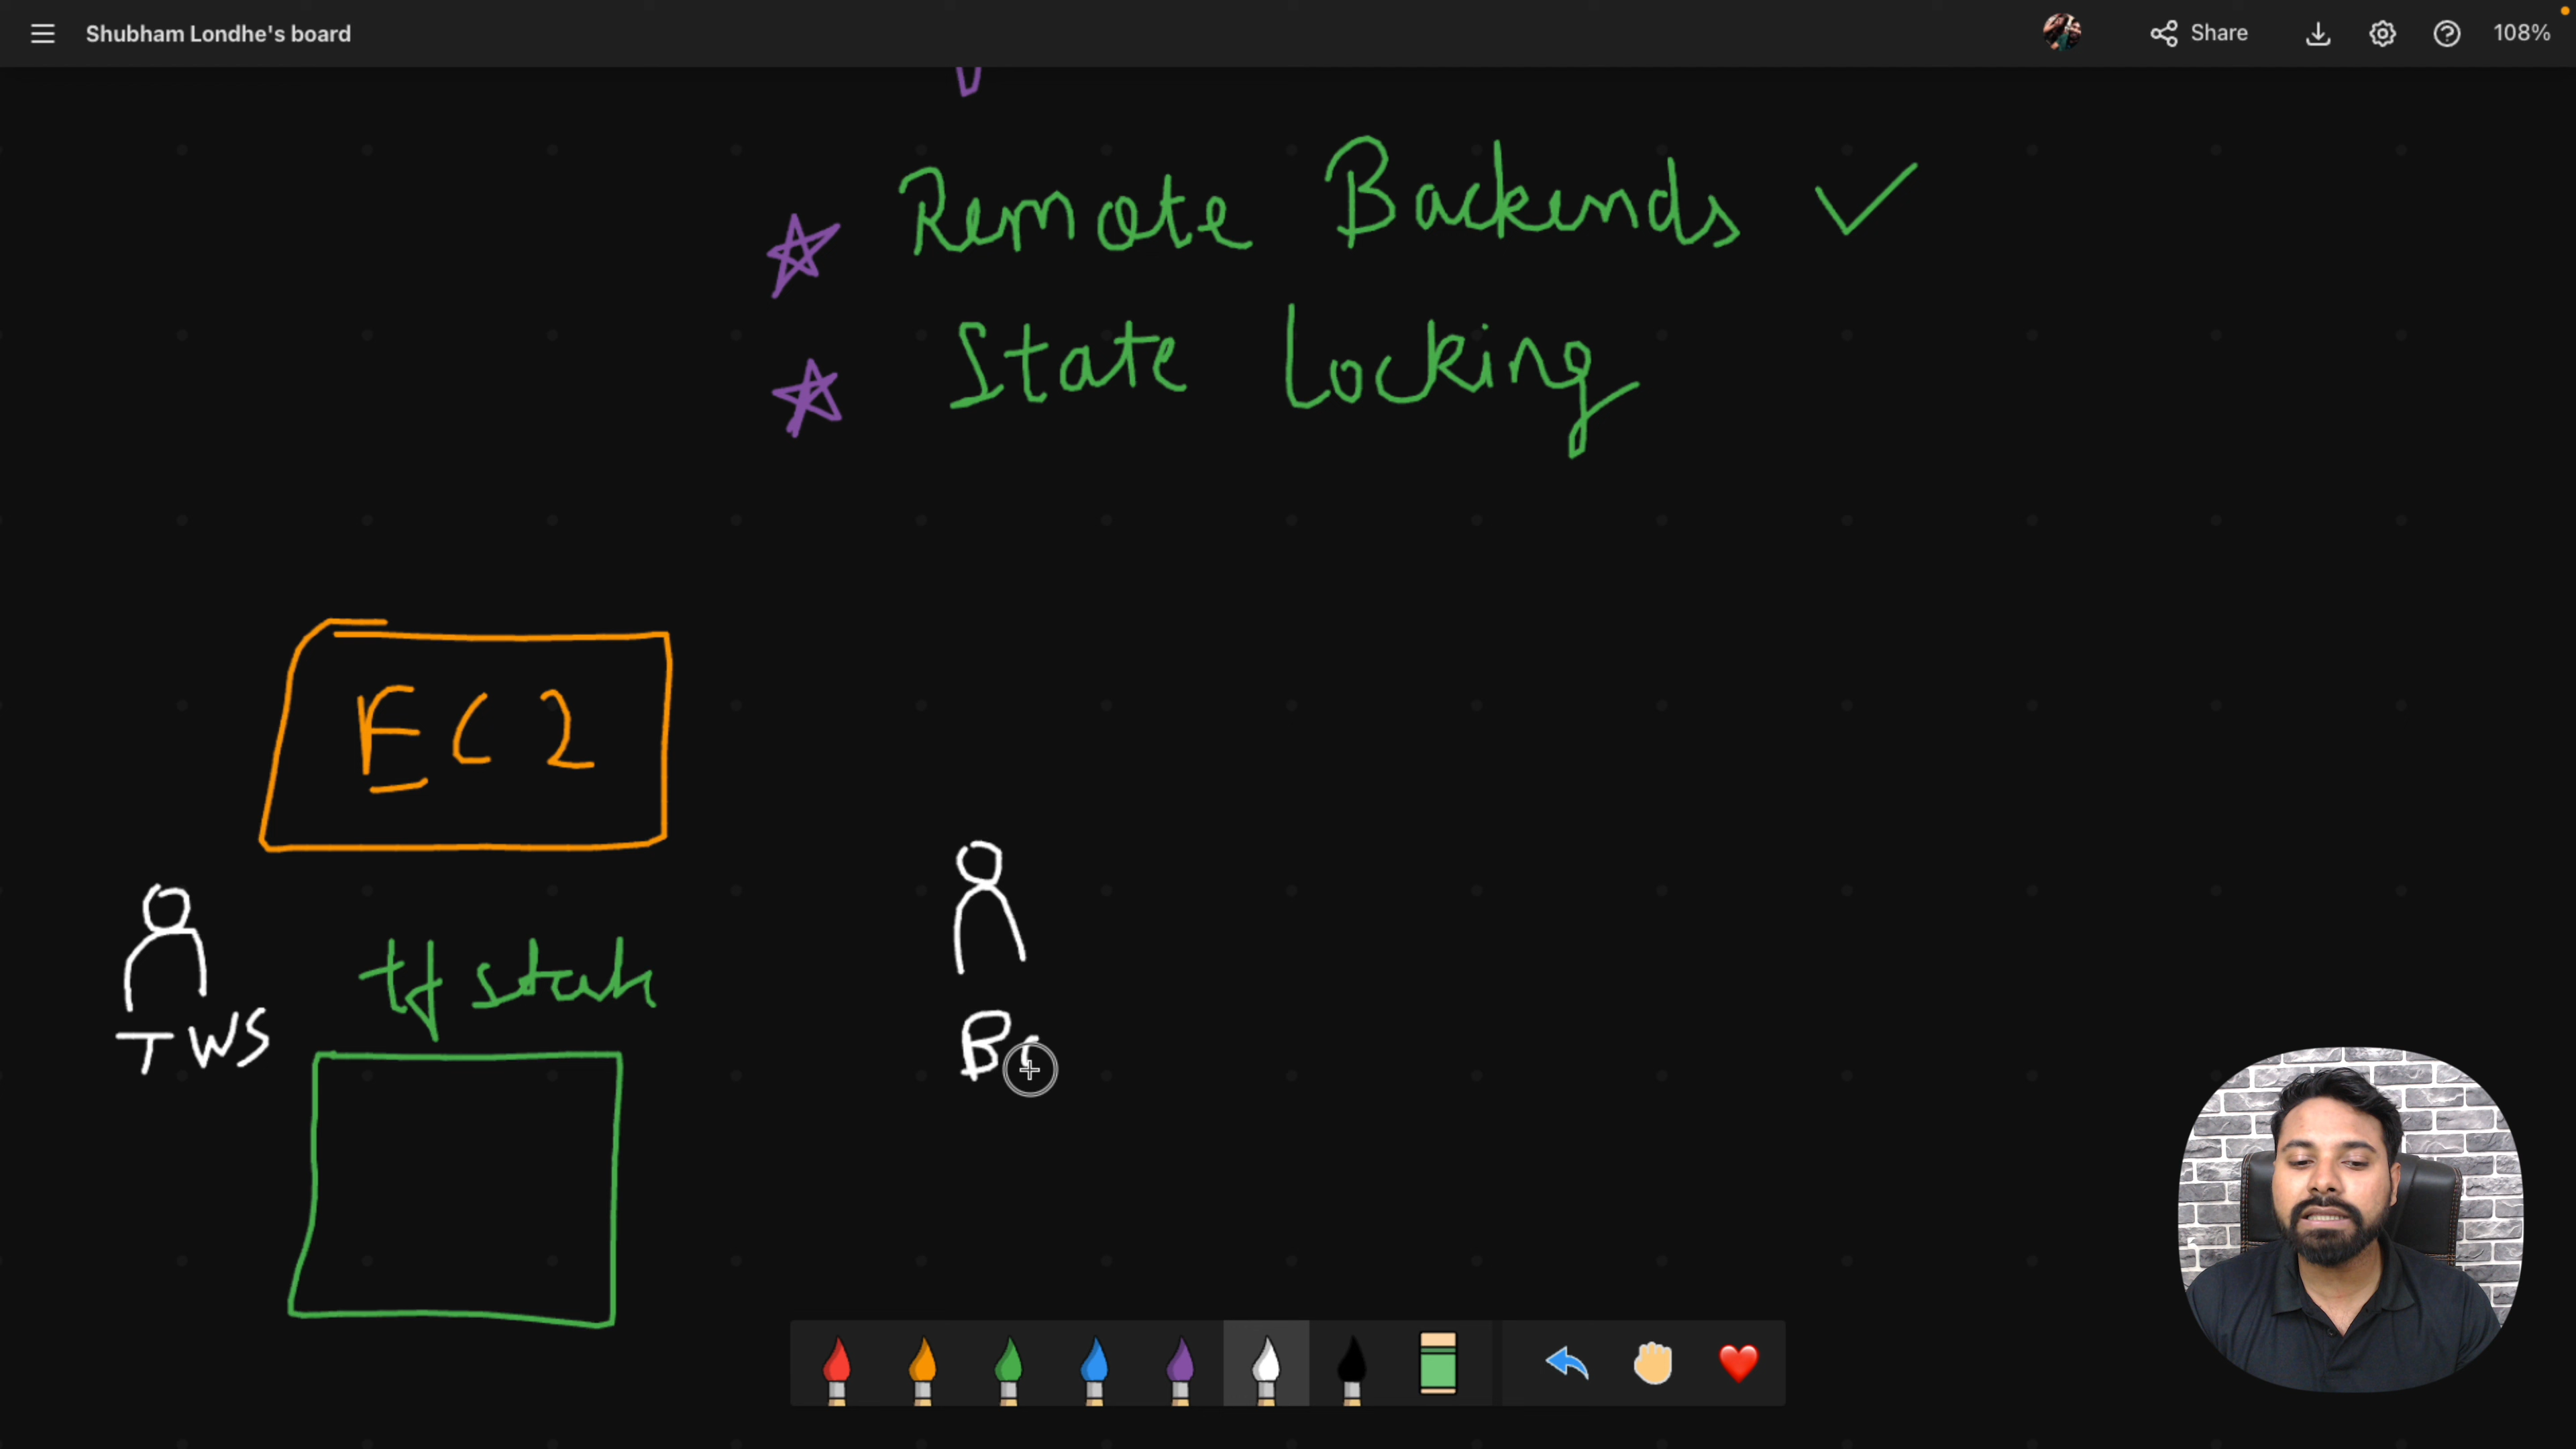 Shubham Londhe's board
Share
108%
Remote Backends
State Locking
EC2
tf state
TWS